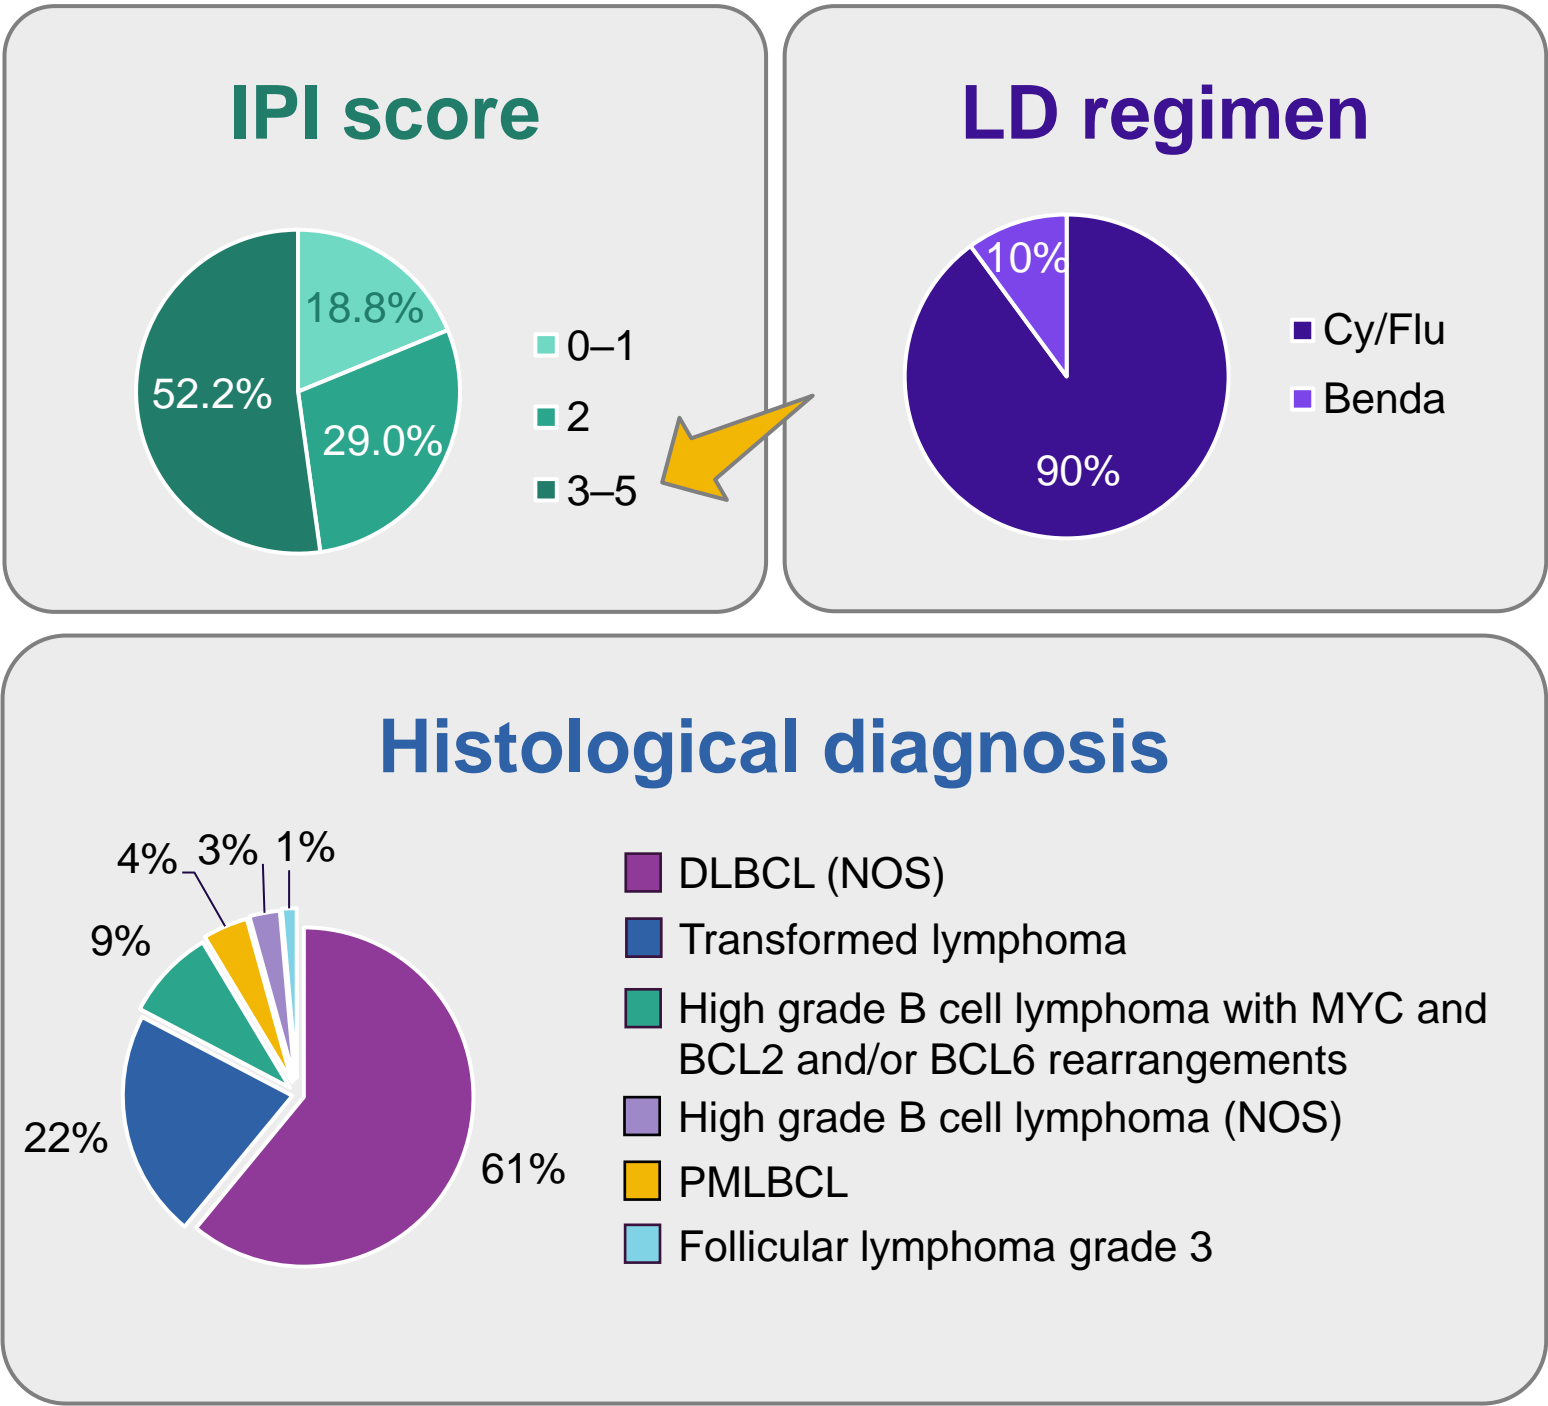 IPI score
18.8%
52.2%
29.0%
0–1
2
3–5
LD regimen
10%
90%
Cy/Flu
Benda
Histological diagnosis
4%
3%
1%
9%
22%
61%
DLBCL (NOS)
Transformed lymphoma
High grade B cell lymphoma with MYC and
BCL2 and/or BCL6 rearrangements
High grade B cell lymphoma (NOS)
PMLBCL
Follicular lymphoma grade 3